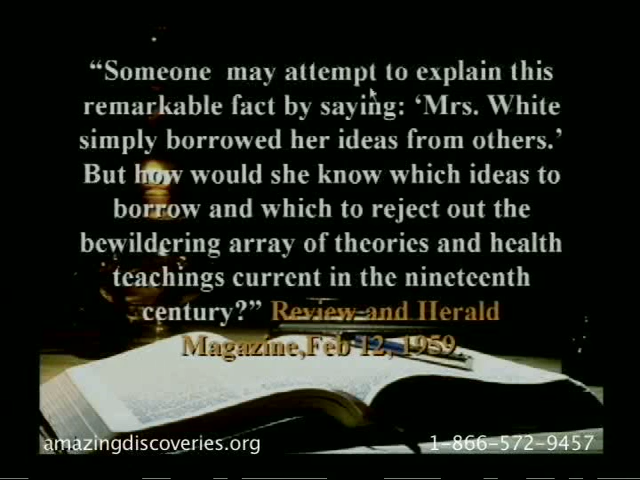 “Someone may attempt to explain this
remarkable fact by saying: ‘Mrs. White
simply borrowed her ideas from others.’
But how would she know which ideas to
borrow and which to reject out the
bewildering array of theories and health
teachings current in the nineteenth
century?” Review and Herald
Magazine,Feb 12, 1959.
amazingdiscoveries.org 1-866-572-9457